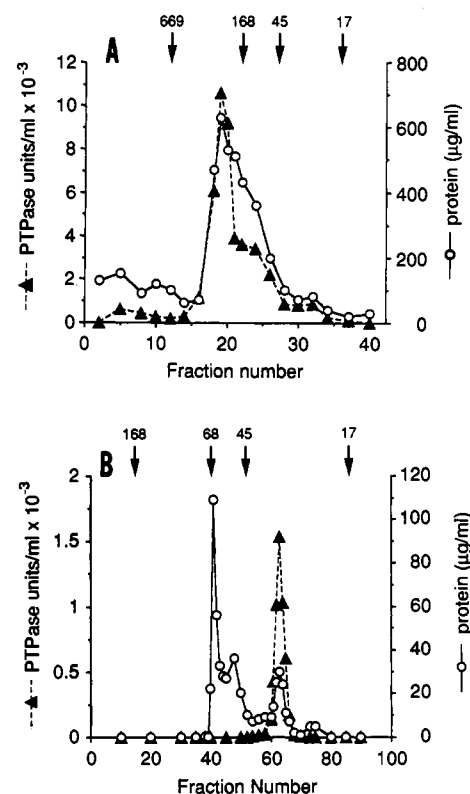 669 168 45 17
A
12 800
10
8 600
6 400
4
2 200
0 0
0 10 20 30 40
Fraction number
--▲-- PTPase units/ml x 10-3
—o— protein (µg/ml)
168 68 45 17
B
2 120
100
1.5 80
1 60
40
0.5 20
0 0
0 20 40 60 80 100
Fraction Number
--▲-- PTPase units/ml x 10-3
—o— protein (µg/ml)